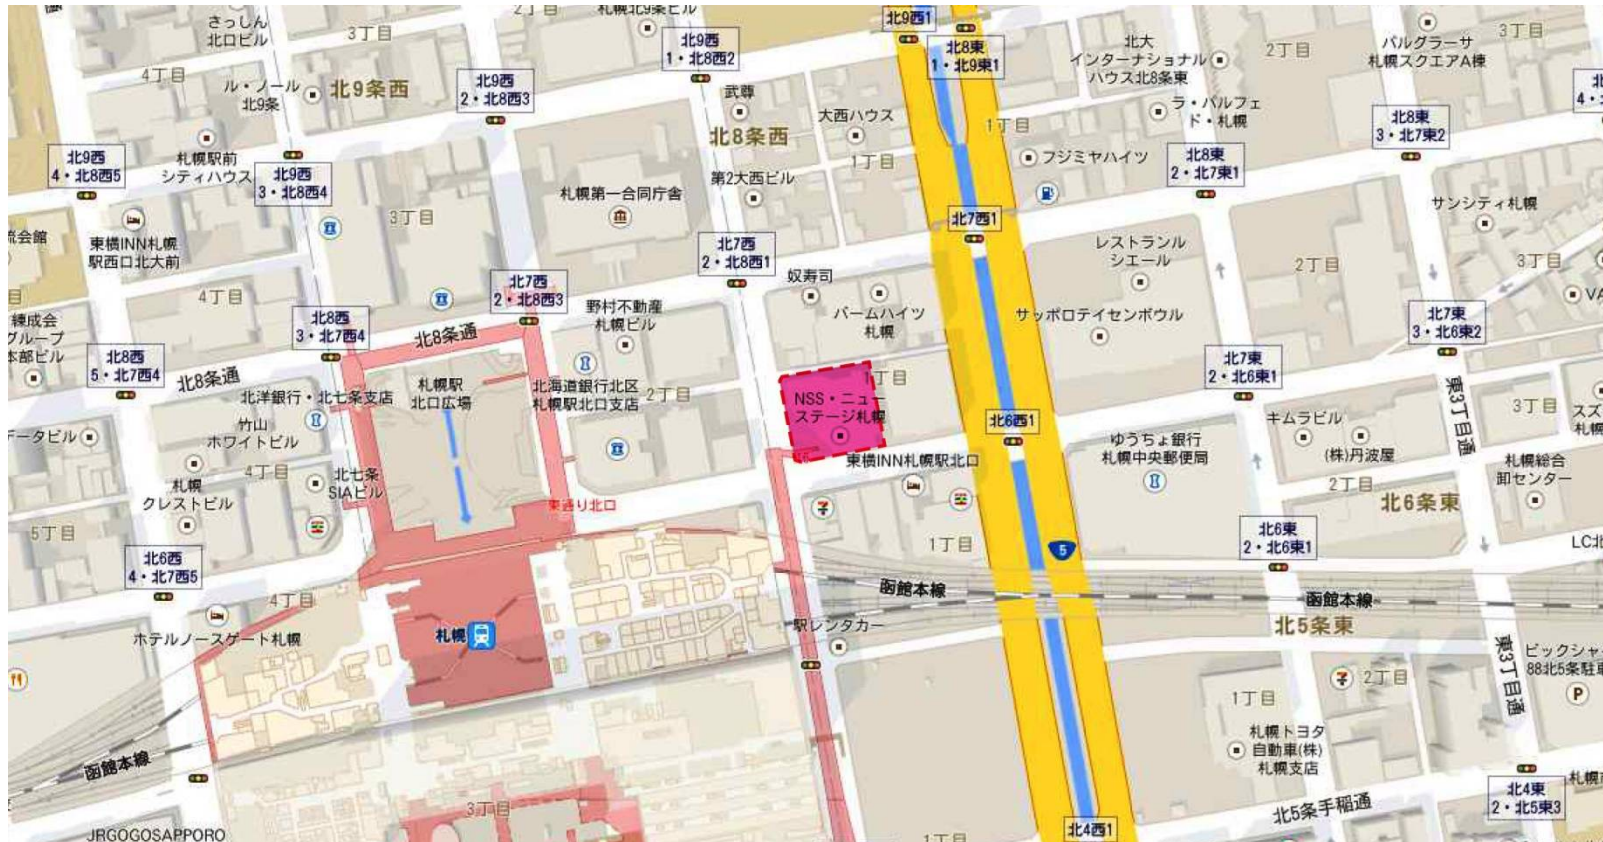 さっしん
北口ビル
3丁目
2丁目
札幌北9条ビル
北9西1
北8東
1・北9東1
北大
インターナショナル
ハウス北8条東
2丁目
パルグラーサ
札幌スクエアA棟
3丁目
4丁目
ル・ノール
北9条
北9条西
北9西
2・北8西3
北9西
1・北8西2
武尊
北8条西
大西ハウス
1丁目
1丁目
ラ・パルフェ
ド・札幌
北8東
3・北7東2
北9西
4・北8西5
札幌駅前
シティハウス
北9西
3・北8西4
札幌第一合同庁舎
第2大西ビル
フジミヤハイツ
北8東
2・北7東1
サンシティ札幌
3丁目
東横INN札幌
駅西口北大前
北7西
2・北8西1
北7西1
レストランル
シエール
2丁目
3丁目
4丁目
北7西
2・北8西3
野村不動産
札幌ビル
奴寿司
パームハイツ
札幌
サッポロテイセンボウル
北7東
3・北6東2
北8西
3・北7西4
北8条通
北8西
5・北7西4
北8条通
北洋銀行・北七条支店
札幌駅
北口広場
北海道銀行北区
札幌駅北口支店
2丁目
1丁目
NSS・ニュー
ステージ札幌
北6西1
北7東
2・北6東1
東3丁目通
3丁目
竹山
ホワイトビル
4丁目
北七条
SIAビル
札幌
クレストビル
5丁目
東横INN札幌駅北口
ゆうちょ銀行
札幌中央郵便局
キムラビル
(株)丹波屋
札幌総合
卸センター
2丁目
北6条東
東通り北口
1丁目
5
北6東
2・北6東1
北6西
4・北7西5
4丁目
ホテルノースゲート札幌
札幌
函館本線
函館本線
北5条東
駅レンタカー
東3丁目通
ビックシャ
88北5条駐車
P
2丁目
1丁目
札幌トヨタ
自動車(株)
札幌支店
函館本線
3丁目
北5条手稲通
北4東
2・北5東3
JRGOGOSAPPORO
北4西1
1丁目